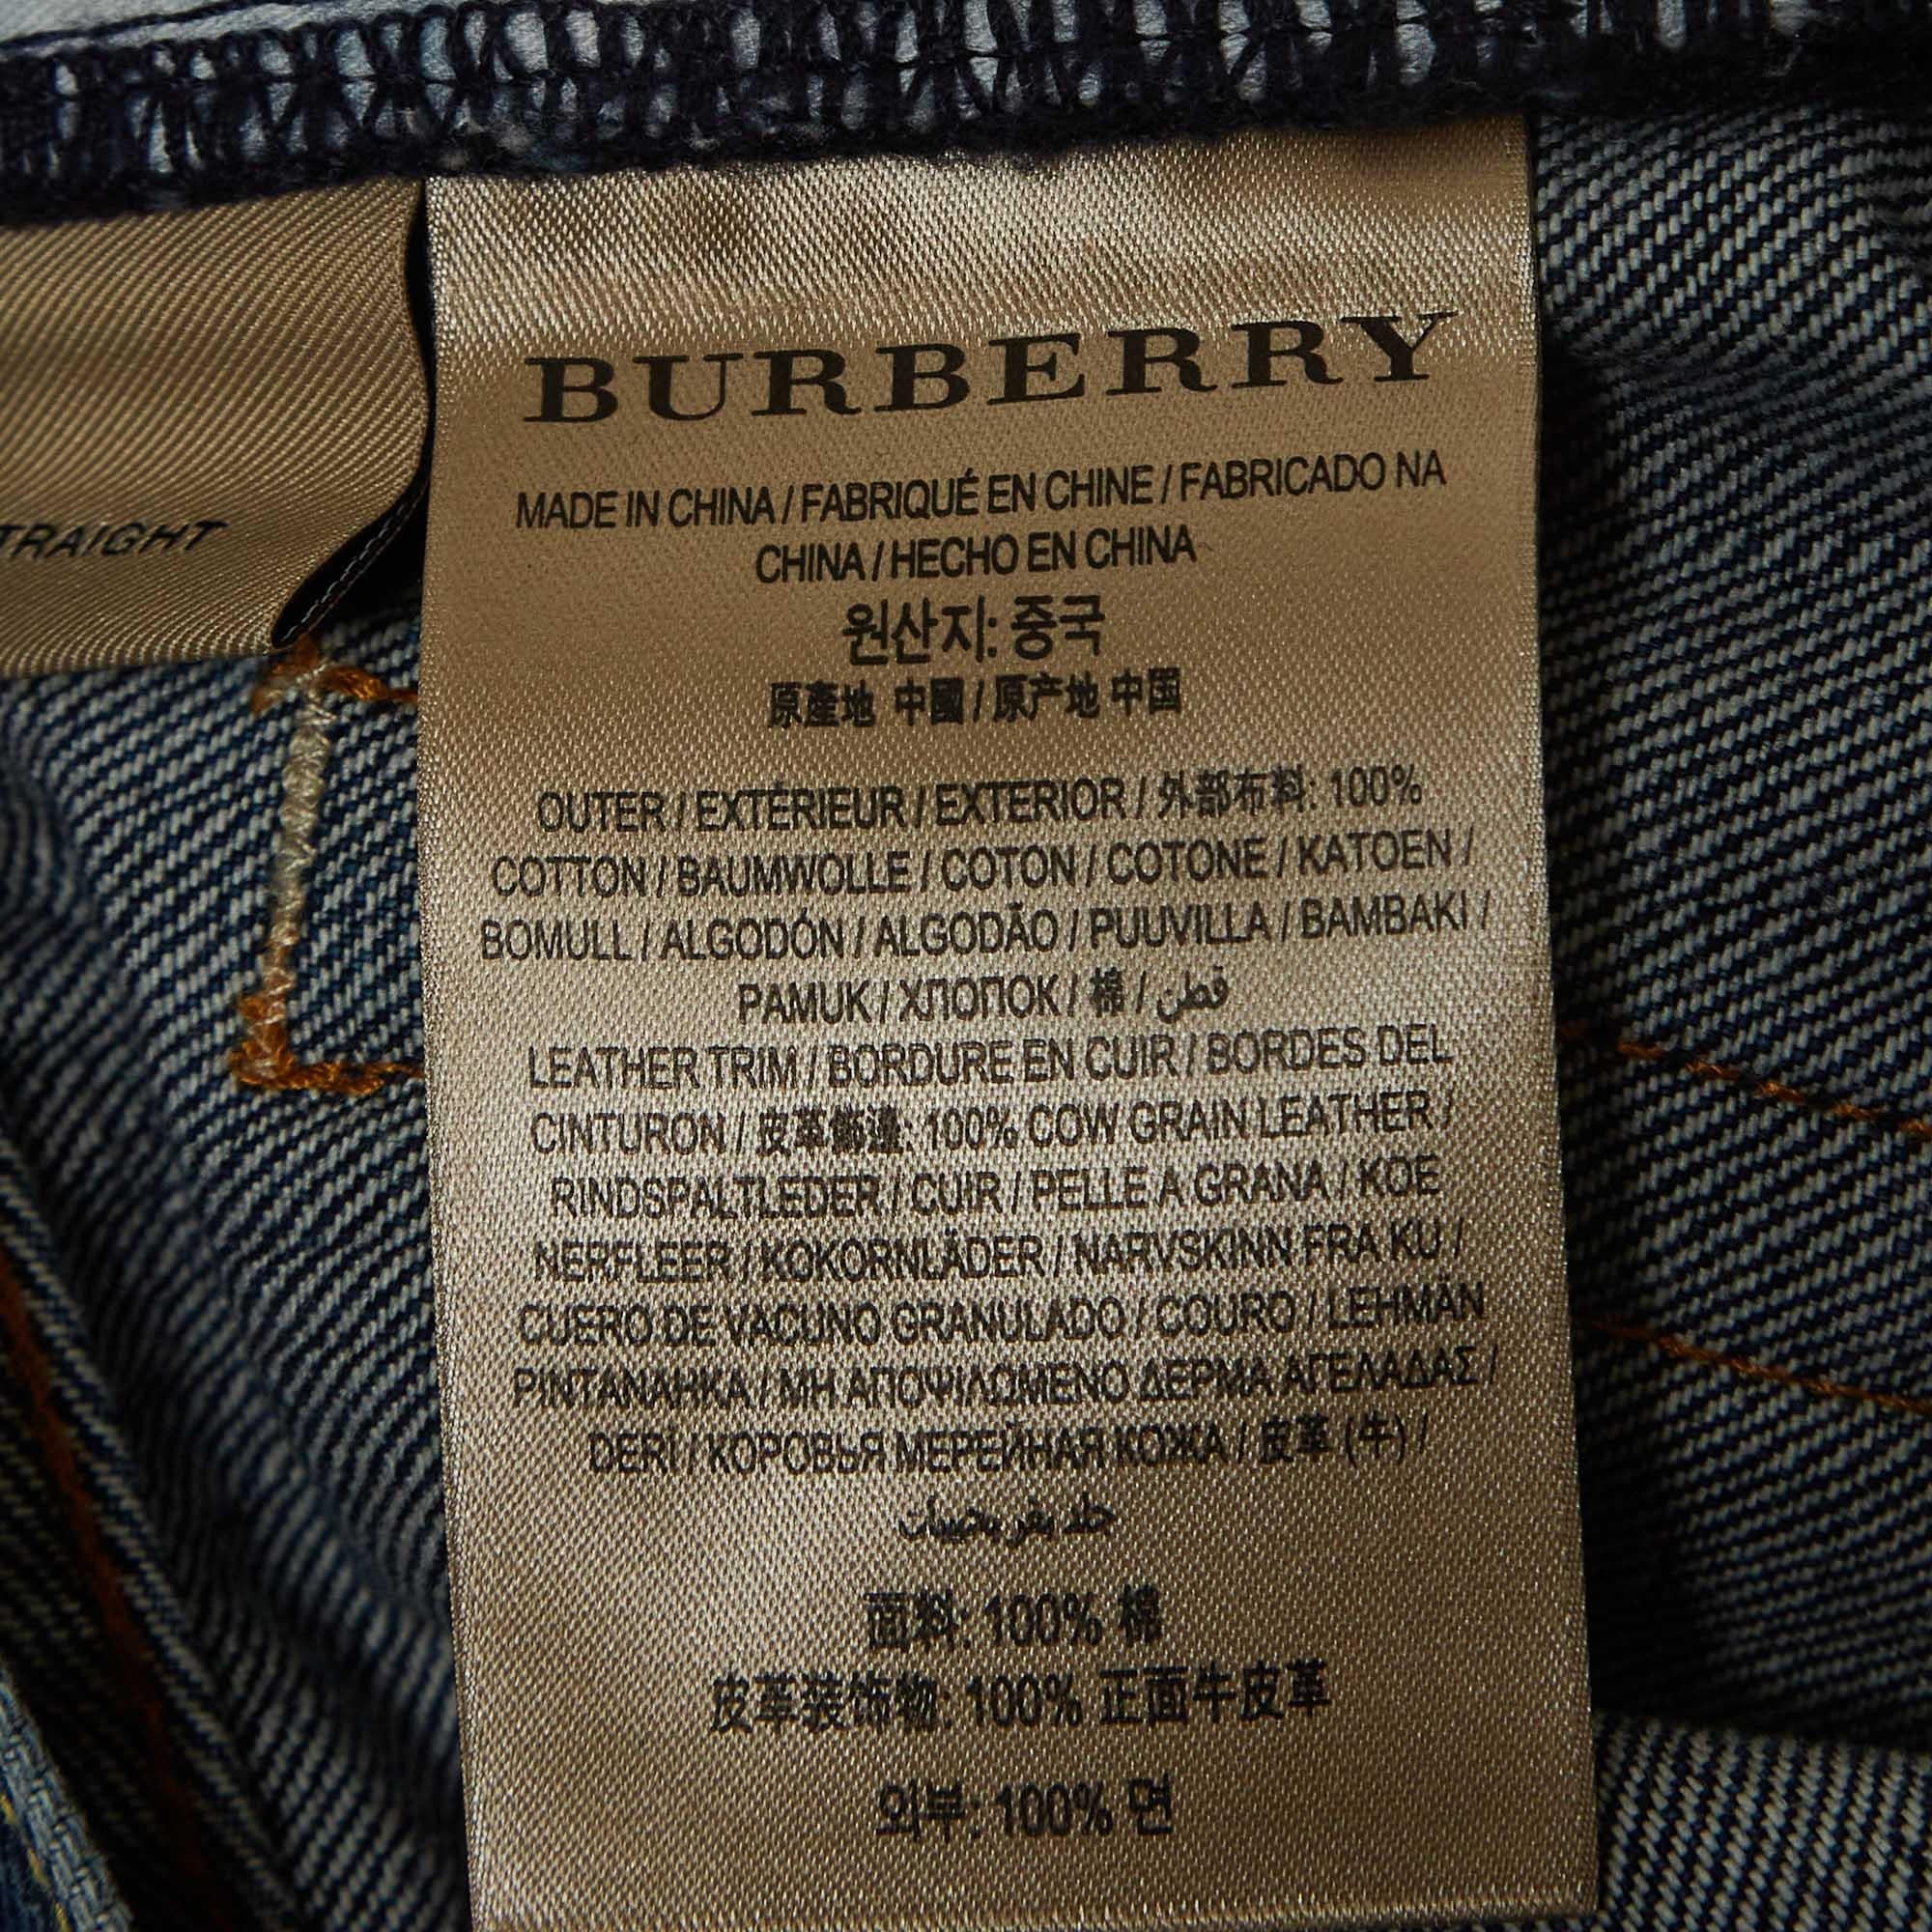 BURBERRY
MADE IN CHINA / FABRIQUÉ EN CHINE / FABRICADO NA
CHINA / HECHO EN CHINA
원산지: 중국
原產地 中國 / 原产地 中国
TRAIGHT
OUTER / EXTÉRIEUR / EXTERIOR / 外部布料: 100%
COTTON / BAUMWOLLE / COTON / COTONE / KATOEN /
BOMULL / ALGODÓN / ALGODÃO / PUUVILLA / BAMBAKI /
PAMUK / ХЛОПОК / 棉 / قطن
LEATHER TRIM / BORDURE EN CUIR / BORDES DEL
CINTURON / 皮革飾邊: 100% COW GRAIN LEATHER /
RINDSPALTLEDER / CUIR / PELLE A GRANA / KOE
NERFLEER / KOKORNLÄDER / NARVSKINN FRA KU /
CUERO DE VACUNO GRANULADO / COURO / LEHMÄN
PINTANAHKA / ΜΗ ΑΠΟΨΙΛΩΜΕΝΟ ΔΕΡΜΑ ΑΓΕΛΑΔΑΣ /
DERİ / КОРОВЬЯ МЕРЕЙНАЯ КОЖА / 皮革 (牛) /
面料: 100% 棉
皮革装饰物: 100% 正面牛皮革
외부: 100% 면